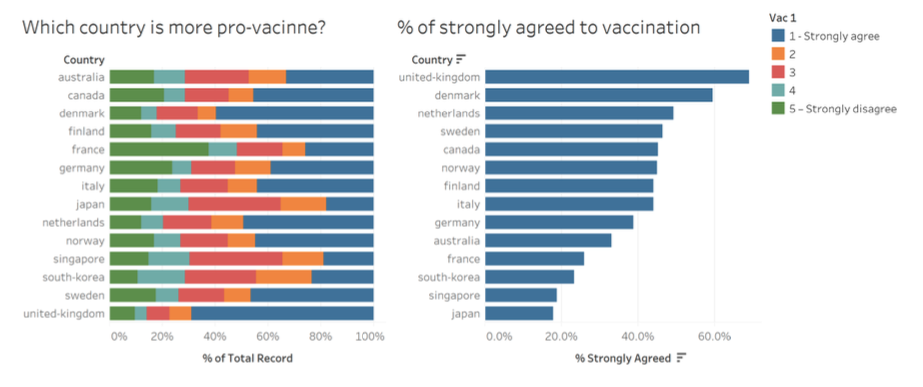 Which country is more pro-vacinne?
Country
australia
canada
denmark
finland
france
germany
italy
japan
netherlands
norway
singapore
south-korea
sweden
united-kingdom
0% 20% 40% 60% 80% 100%
% of Total Record
% of strongly agreed to vaccination
Country
united-kingdom
denmark
netherlands
sweden
canada
norway
finland
italy
germany
australia
france
south-korea
singapore
japan
0.0% 20.0% 40.0% 60.0%
% Strongly Agreed
Vac 1
1 - Strongly agree
2
3
4
5 – Strongly disagree